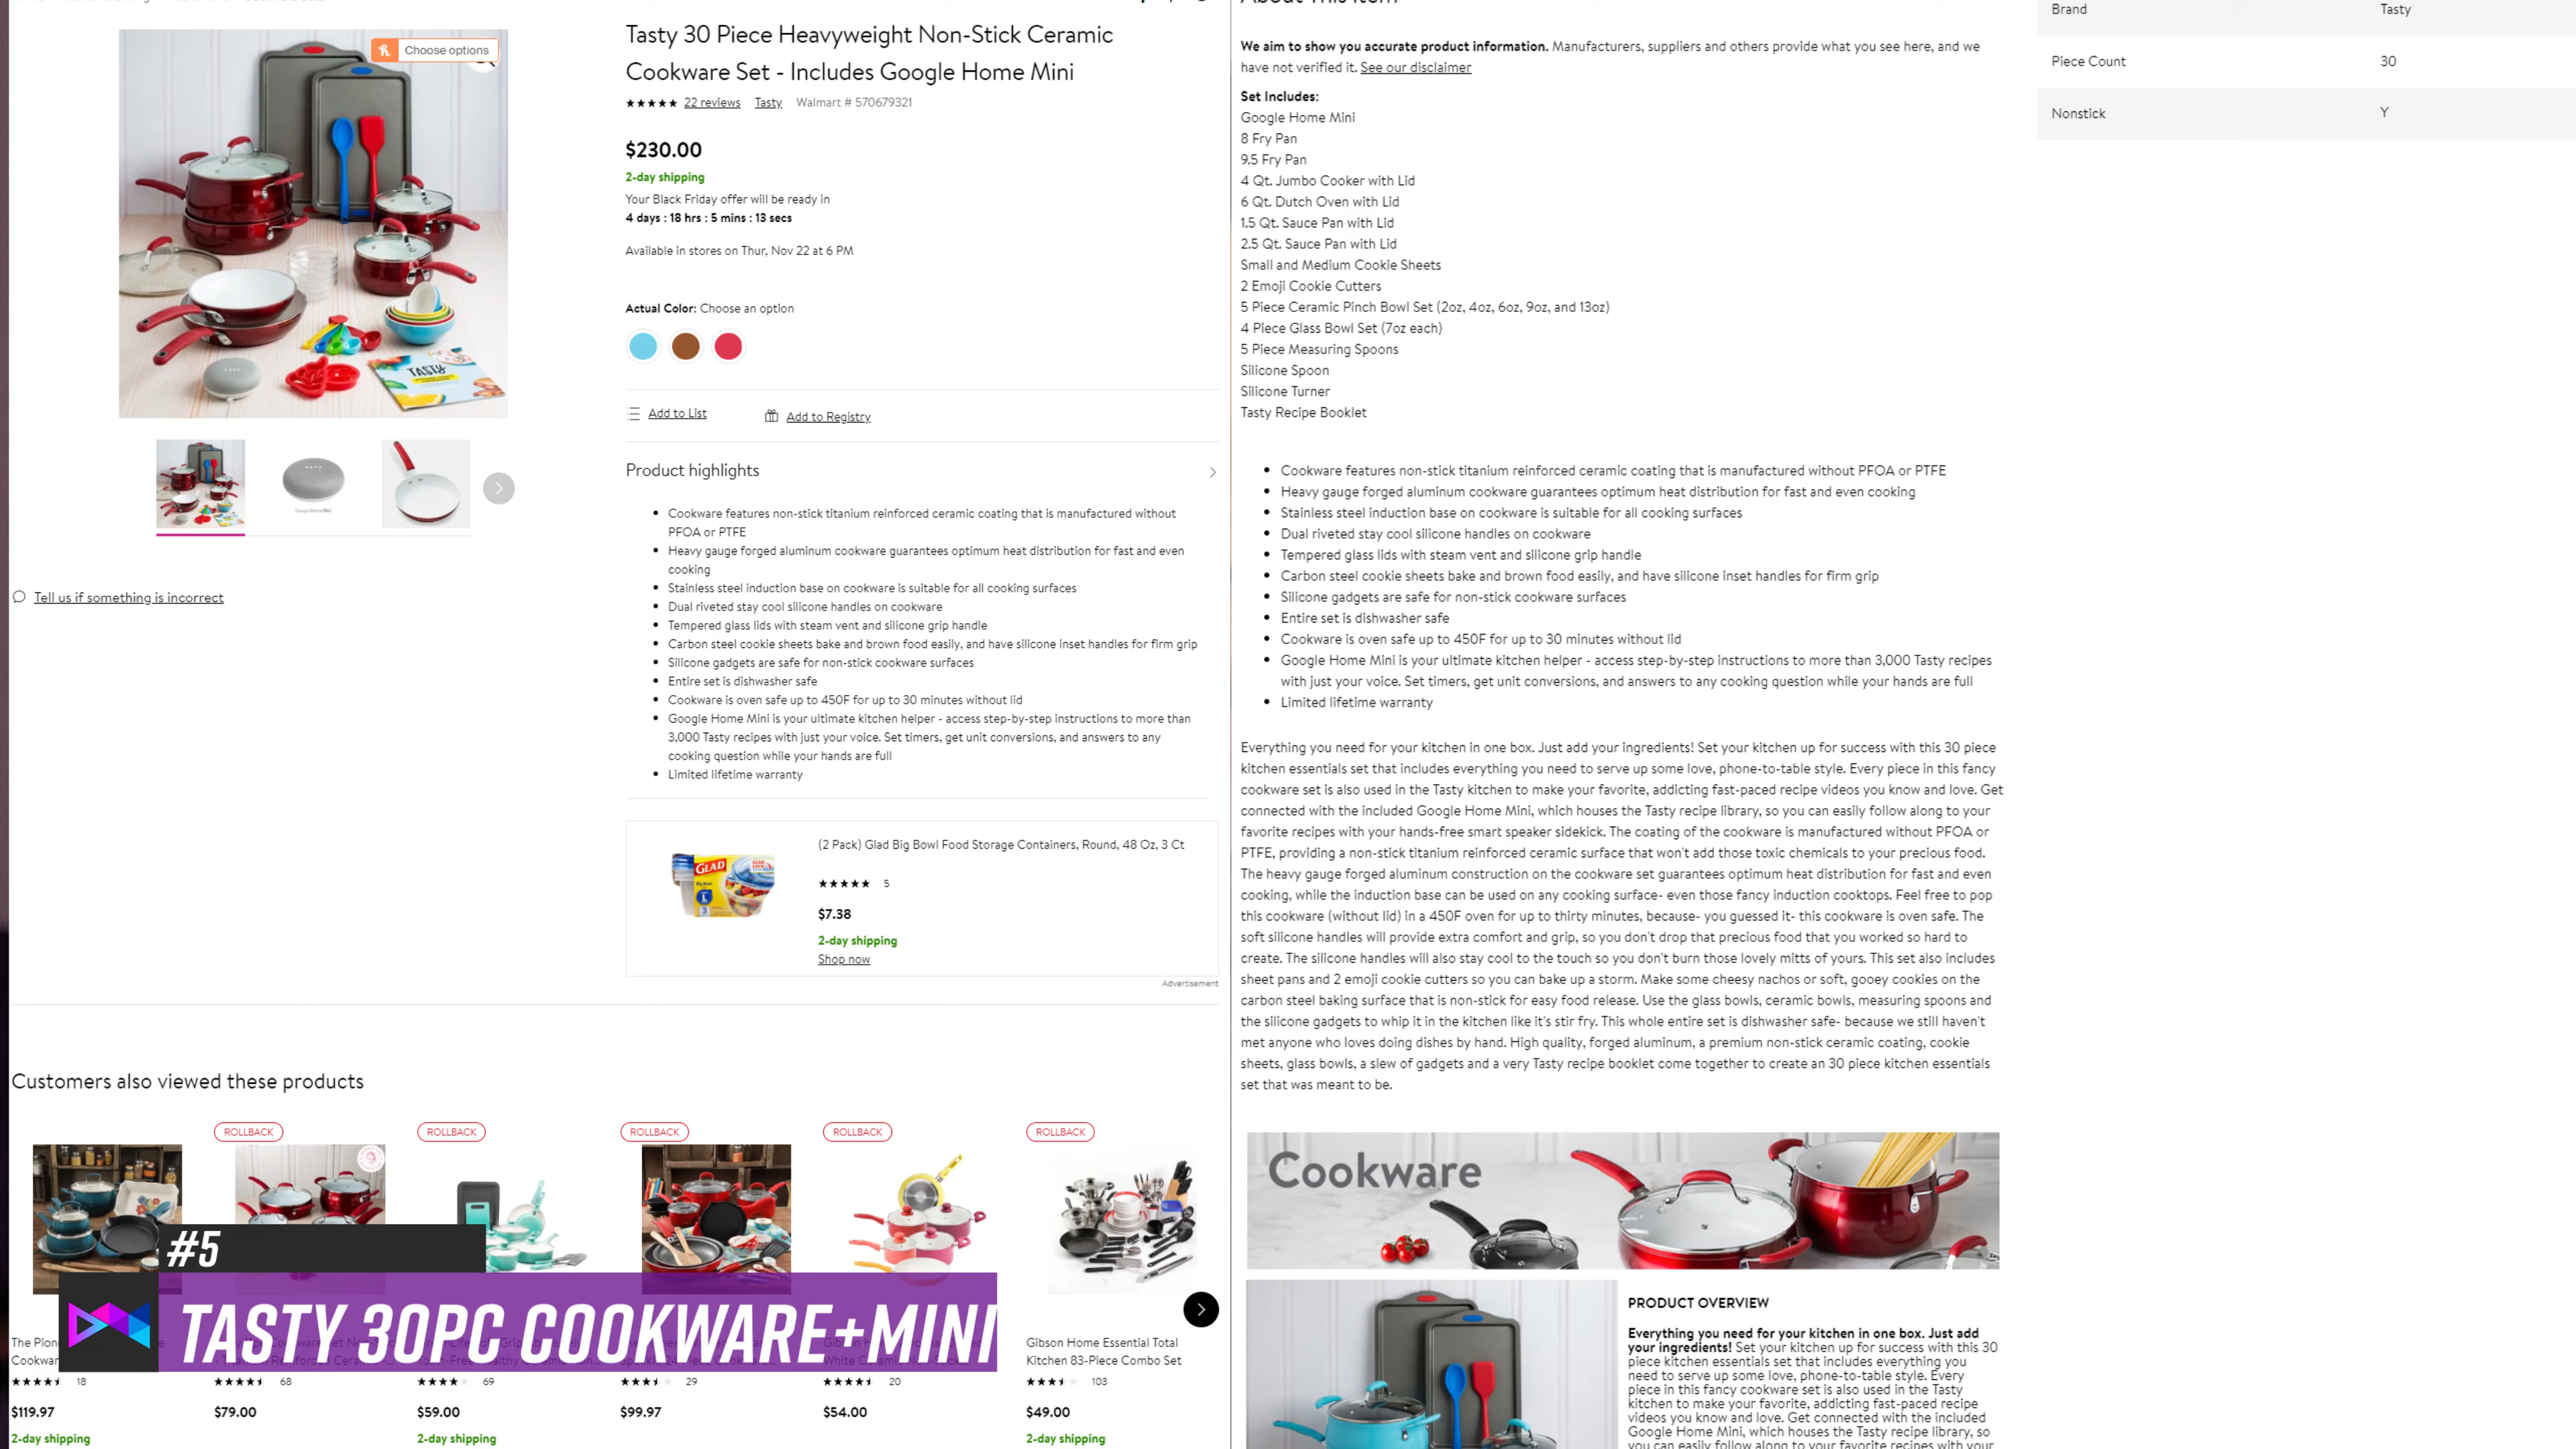 Choose options
Tasty 30 Piece Heavyweight Non-Stick Ceramic
Cookware Set - Includes Google Home Mini
22 reviews Tasty Walmart # 570679321
$230.00
2-day shipping
Your Black Friday offer will be ready in
4 days : 18 hrs : 5 mins : 13 secs
Available in stores on Thur, Nov 22 at 6 PM
Actual Color: Choose an option
Add to List Add to Registry
TASTY
Tell us if something is incorrect
Product highlights
• Cookware features non-stick titanium reinforced ceramic coating that is manufactured without
PFOA or PTFE
• Heavy gauge forged aluminum cookware guarantees optimum heat distribution for fast and even
cooking
• Stainless steel induction base on cookware is suitable for all cooking surfaces
• Dual riveted stay cool silicone handles on cookware
• Tempered glass lids with steam vent and silicone grip handle
• Carbon steel cookie sheets bake and brown food easily, and have silicone inset handles for firm grip
• Silicone gadgets are safe for non-stick cookware surfaces
• Entire set is dishwasher safe
• Cookware is oven safe up to 450F for up to 30 minutes without lid
• Google Home Mini is your ultimate kitchen helper - access step-by-step instructions to more than
3,000 Tasty recipes with just your voice. Set timers, get unit conversions, and answers to any
cooking question while your hands are full
• Limited lifetime warranty
GLAD
(2 Pack) Glad Big Bowl Food Storage Containers, Round, 48 Oz, 3 Ct
5
$7.38
2-day shipping
Shop now
Advertisement
Customers also viewed these products
ROLLBACK ROLLBACK ROLLBACK ROLLBACK ROLLBACK
#5
TASTY 30PC COOKWARE+MINI
The
Gibson Home Essential Total
Kitchen 83-Piece Combo Set
18 68 69 29 20 103
$119.97 $79.00 $59.00 $99.97 $54.00 $49.00
2-day shipping 2-day shipping 2-day shipping
About This Item
We aim to show you accurate product information. Manufacturers, suppliers and others provide what you see here, and we
have not verified it. See our disclaimer
Set Includes:
Google Home Mini
8 Fry Pan
9.5 Fry Pan
4 Qt. Jumbo Cooker with Lid
6 Qt. Dutch Oven with Lid
1.5 Qt. Sauce Pan with Lid
2.5 Qt. Sauce Pan with Lid
Small and Medium Cookie Sheets
2 Emoji Cookie Cutters
5 Piece Ceramic Pinch Bowl Set (2oz, 4oz, 6oz, 9oz, and 13oz)
4 Piece Glass Bowl Set (7oz each)
5 Piece Measuring Spoons
Silicone Spoon
Silicone Turner
Tasty Recipe Booklet
• Cookware features non-stick titanium reinforced ceramic coating that is manufactured without PFOA or PTFE
• Heavy gauge forged aluminum cookware guarantees optimum heat distribution for fast and even cooking
• Stainless steel induction base on cookware is suitable for all cooking surfaces
• Dual riveted stay cool silicone handles on cookware
• Tempered glass lids with steam vent and silicone grip handle
• Carbon steel cookie sheets bake and brown food easily, and have silicone inset handles for firm grip
• Silicone gadgets are safe for non-stick cookware surfaces
• Entire set is dishwasher safe
• Cookware is oven safe up to 450F for up to 30 minutes without lid
• Google Home Mini is your ultimate kitchen helper - access step-by-step instructions to more than 3,000 Tasty recipes
with just your voice. Set timers, get unit conversions, and answers to any cooking question while your hands are full
• Limited lifetime warranty
Everything you need for your kitchen in one box. Just add your ingredients! Set your kitchen up for success with this 30 piece
kitchen essentials set that includes everything you need to serve up some love, phone-to-table style. Every piece in this fancy
cookware set is also used in the Tasty kitchen to make your favorite, addicting fast-paced recipe videos you know and love. Get
connected with the included Google Home Mini, which houses the Tasty recipe library, so you can easily follow along to your
favorite recipes with your hands-free smart speaker sidekick. The coating of the cookware is manufactured without PFOA or
PTFE, providing a non-stick titanium reinforced ceramic surface that won't add those toxic chemicals to your precious food.
The heavy gauge forged aluminum construction on the cookware set guarantees optimum heat distribution for fast and even
cooking, while the induction base can be used on any cooking surface- even those fancy induction cooktops. Feel free to pop
this cookware (without lid) in a 450F oven for up to thirty minutes, because- you guessed it- this cookware is oven safe. The
soft silicone handles will provide extra comfort and grip, so you don't drop that precious food that you worked so hard to
create. The silicone handles will also stay cool to the touch so you don't burn those lovely mitts of yours. This set also includes
sheet pans and 2 emoji cookie cutters so you can bake up a storm. Make some cheesy nachos or soft, gooey cookies on the
carbon steel baking surface that is non-stick for easy food release. Use the glass bowls, ceramic bowls, measuring spoons and
the silicone gadgets to whip it in the kitchen like it's stir fry. This whole entire set is dishwasher safe- because we still haven't
met anyone who loves doing dishes by hand. High quality, forged aluminum, a premium non-stick ceramic coating, cookie
sheets, glass bowls, a slew of gadgets and a very Tasty recipe booklet come together to create an 30 piece kitchen essentials
set that was meant to be.
Cookware
PRODUCT OVERVIEW
Everything you need for your kitchen in one box. Just add
your ingredients! Set your kitchen up for success with this 30
piece kitchen essentials set that includes everything you
need to serve up some love, phone-to-table style. Every
piece in this fancy cookware set is also used in the Tasty
kitchen to make your favorite, addicting fast-paced recipe
videos you know and love. Get connected with the included
Google Home Mini, which houses the Tasty recipe library, so
you can easily follow along to your favorite recipes with your
Brand Tasty
Piece Count 30
Nonstick Y